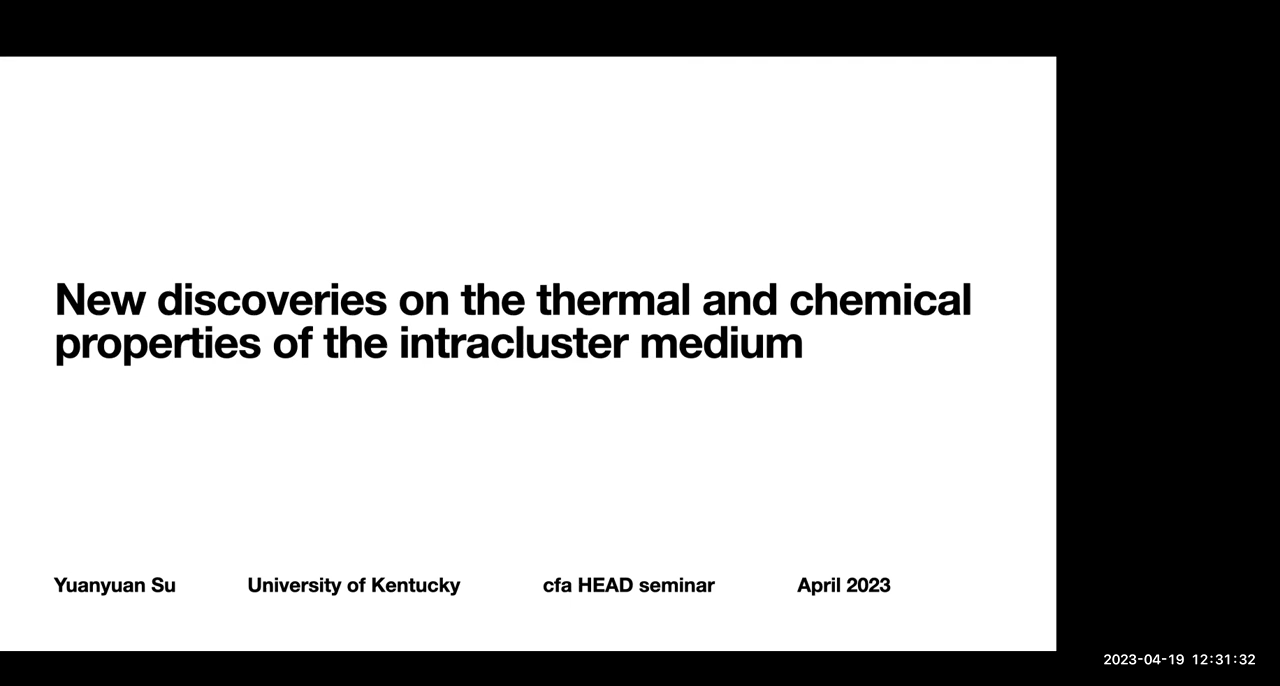 New discoveries on the thermal and chemical
properties of the intracluster medium
Yuanyuan Su University of Kentucky cfa HEAD seminar April 2023
2023-04-19 12:31:32